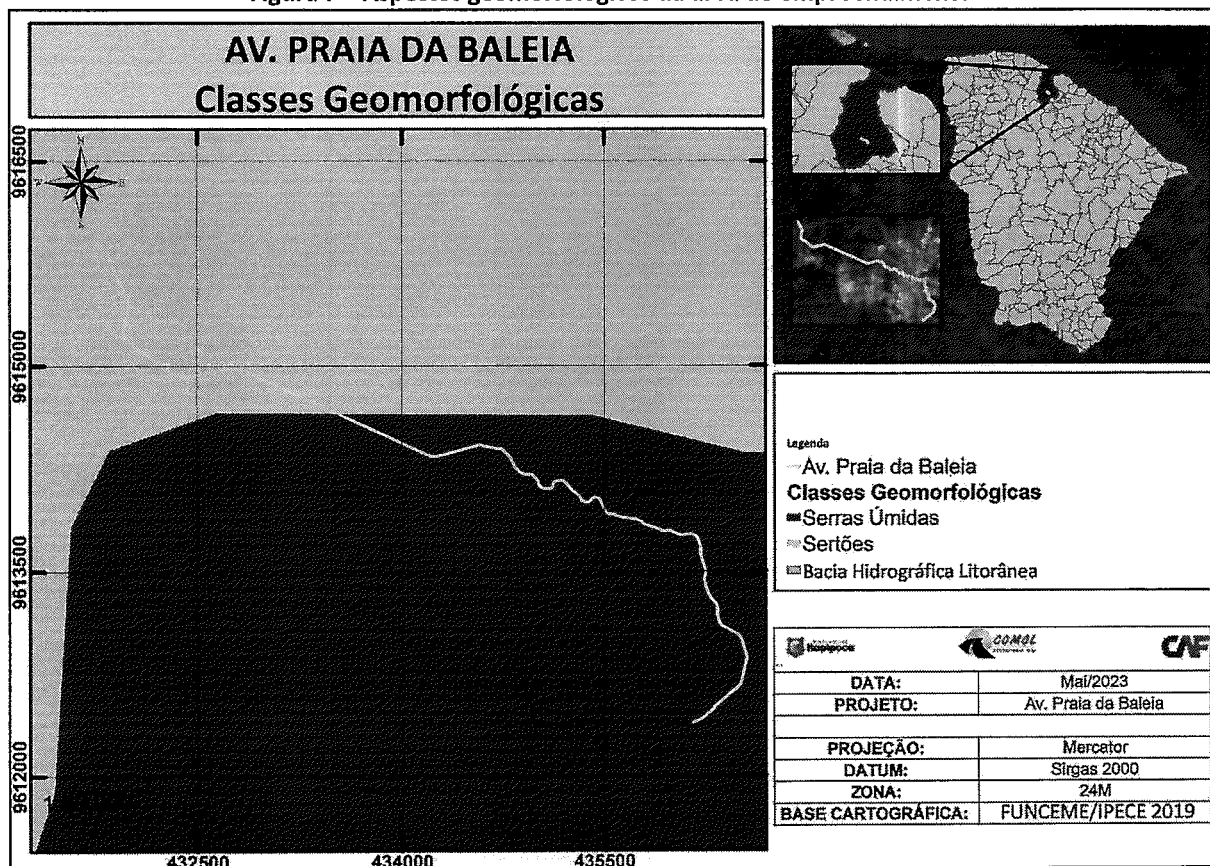 AV. PRAIA DA BALEIA
Classes Geomorfológicas
9616500
9615000
9613500
9612000
432500
434000
435500
Legenda
Av. Praia da Baleia
Classes Geomorfológicas
Serras Úmidas
Sertões
Bacia Hidrográfica Litorânea
Itapipoca
COMOL
CAF
DATA: Mai/2023
PROJETO: Av. Praia da Baleia
PROJEÇÃO: Mercator
DATUM: Sirgas 2000
ZONA: 24M
BASE CARTOGRÁFICA: FUNCEME/IPECE 2019